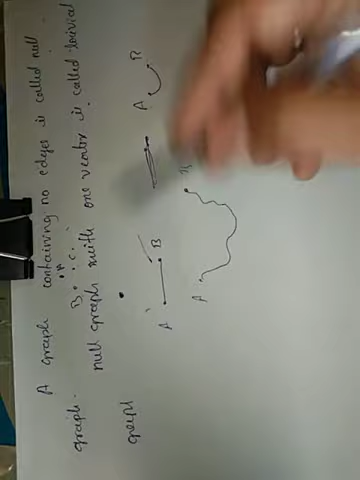 A graph containing no edges is called null
graph. B. .A .C.
null graph with one vertex is called trivial
graph
A B
A B
A B